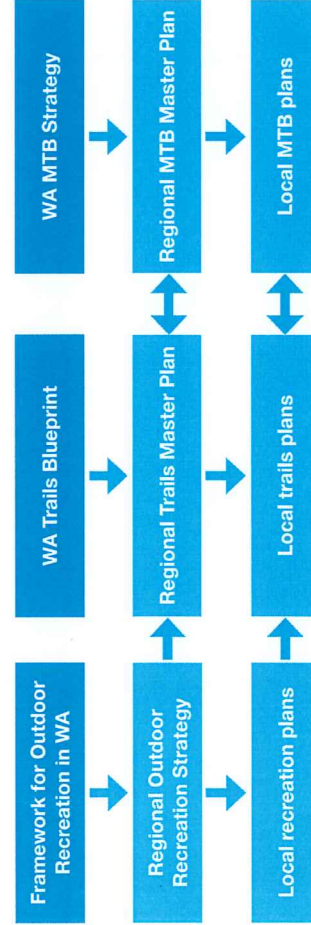 Framework for Outdoor
Recreation in WA
WA Trails Blueprint
WA MTB Strategy
Regional Outdoor
Recreation Strategy
Regional Trails Master Plan
Regional MTB Master Plan
Local recreation plans
Local trails plans
Local MTB plans